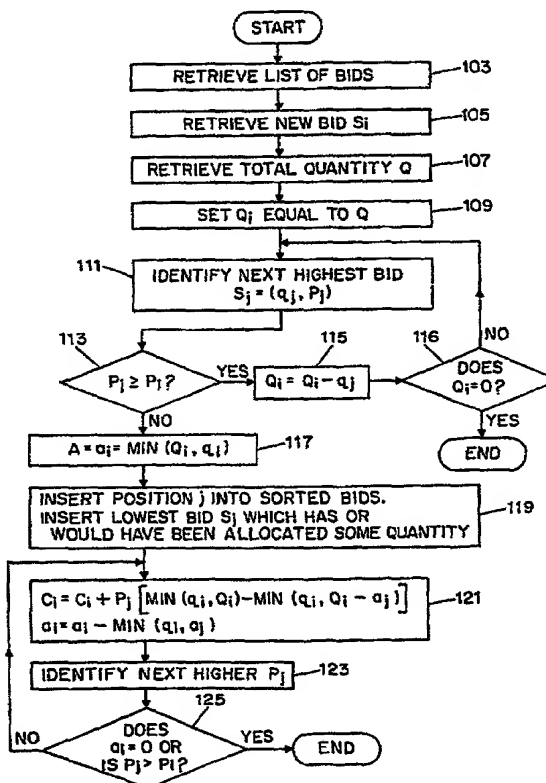 START
RETRIEVE LIST OF BIDS
103
RETRIEVE NEW BID Si
105
RETRIEVE TOTAL QUANTITY Q
107
SET Qi EQUAL TO Q
109
111
IDENTIFY NEXT HIGHEST BID
Sj = (qj, Pj)
113
Pj ≥ Pi?
YES
115
Qi = Qi - qj
116
DOES
Qi=0?
NO
YES
END
NO
A = ai = MIN (Qi, qi)
117
INSERT POSITION j INTO SORTED BIDS.
INSERT LOWEST BID Sj WHICH HAS OR
WOULD HAVE BEEN ALLOCATED SOME QUANTITY
119
Ci = Ci + Pj [MIN (qi, Qi) - MIN (qi, Qi - aj)]
ai = ai - MIN (qi, aj)
121
IDENTIFY NEXT HIGHER Pj
123
125
DOES
ai = 0 OR
IS Pj > Pi?
NO
YES
END